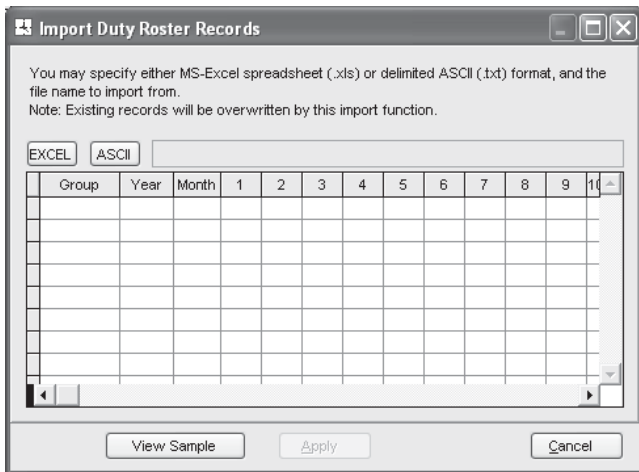 Import Duty Roster Records
You may specify either MS-Excel spreadsheet (.xls) or delimited ASCII (.txt) format, and the
file name to import from.
Note: Existing records will be overwritten by this import function.
EXCEL ASCII
Group Year Month 1 2 3 4 5 6 7 8 9 10
View Sample Apply Cancel